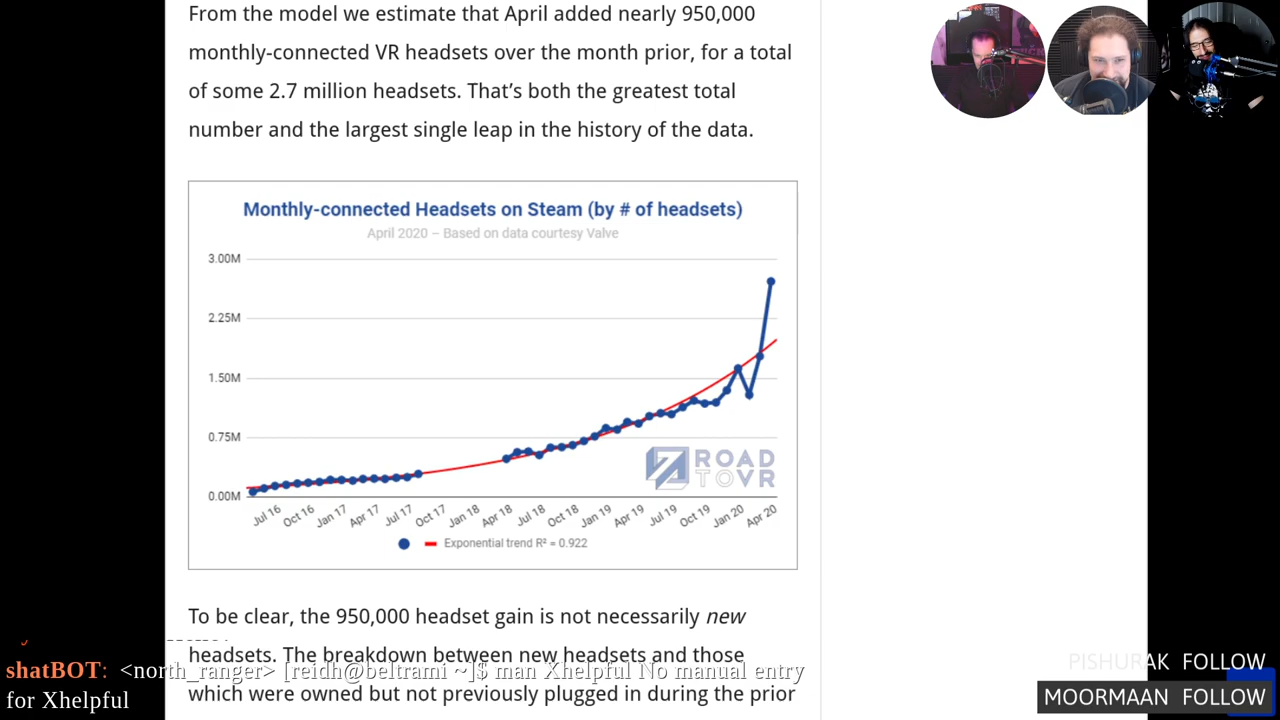 From the model we estimate that April added nearly 950,000
monthly-connected VR headsets over the month prior, for a total
of some 2.7 million headsets. That's both the greatest total
number and the largest single leap in the history of the data.
Monthly-connected Headsets on Steam (by # of headsets)
April 2020 – Based on data courtesy Valve
3.00M
2.25M
1.50M
0.75M
0.00M
ROAD
TOVR
Jul 16 Oct 16 Jan 17 Apr 17 Jul 17 Oct 17 Jan 18 Apr 18 Jul 18 Oct 18 Jan 19 Apr 19 Jul 19 Oct 19 Jan 20 Apr 20
Exponential trend R² = 0.922
To be clear, the 950,000 headset gain is not necessarily new
headsets. The breakdown between new headsets and those
shatBOT: <north_ranger> [reidh@beltrami ~]$ man Xhelpful No manual entry
for Xhelpful
which were owned but not previously plugged in during the prior
PISHURAK FOLLOW
MOORMAAN FOLLOW